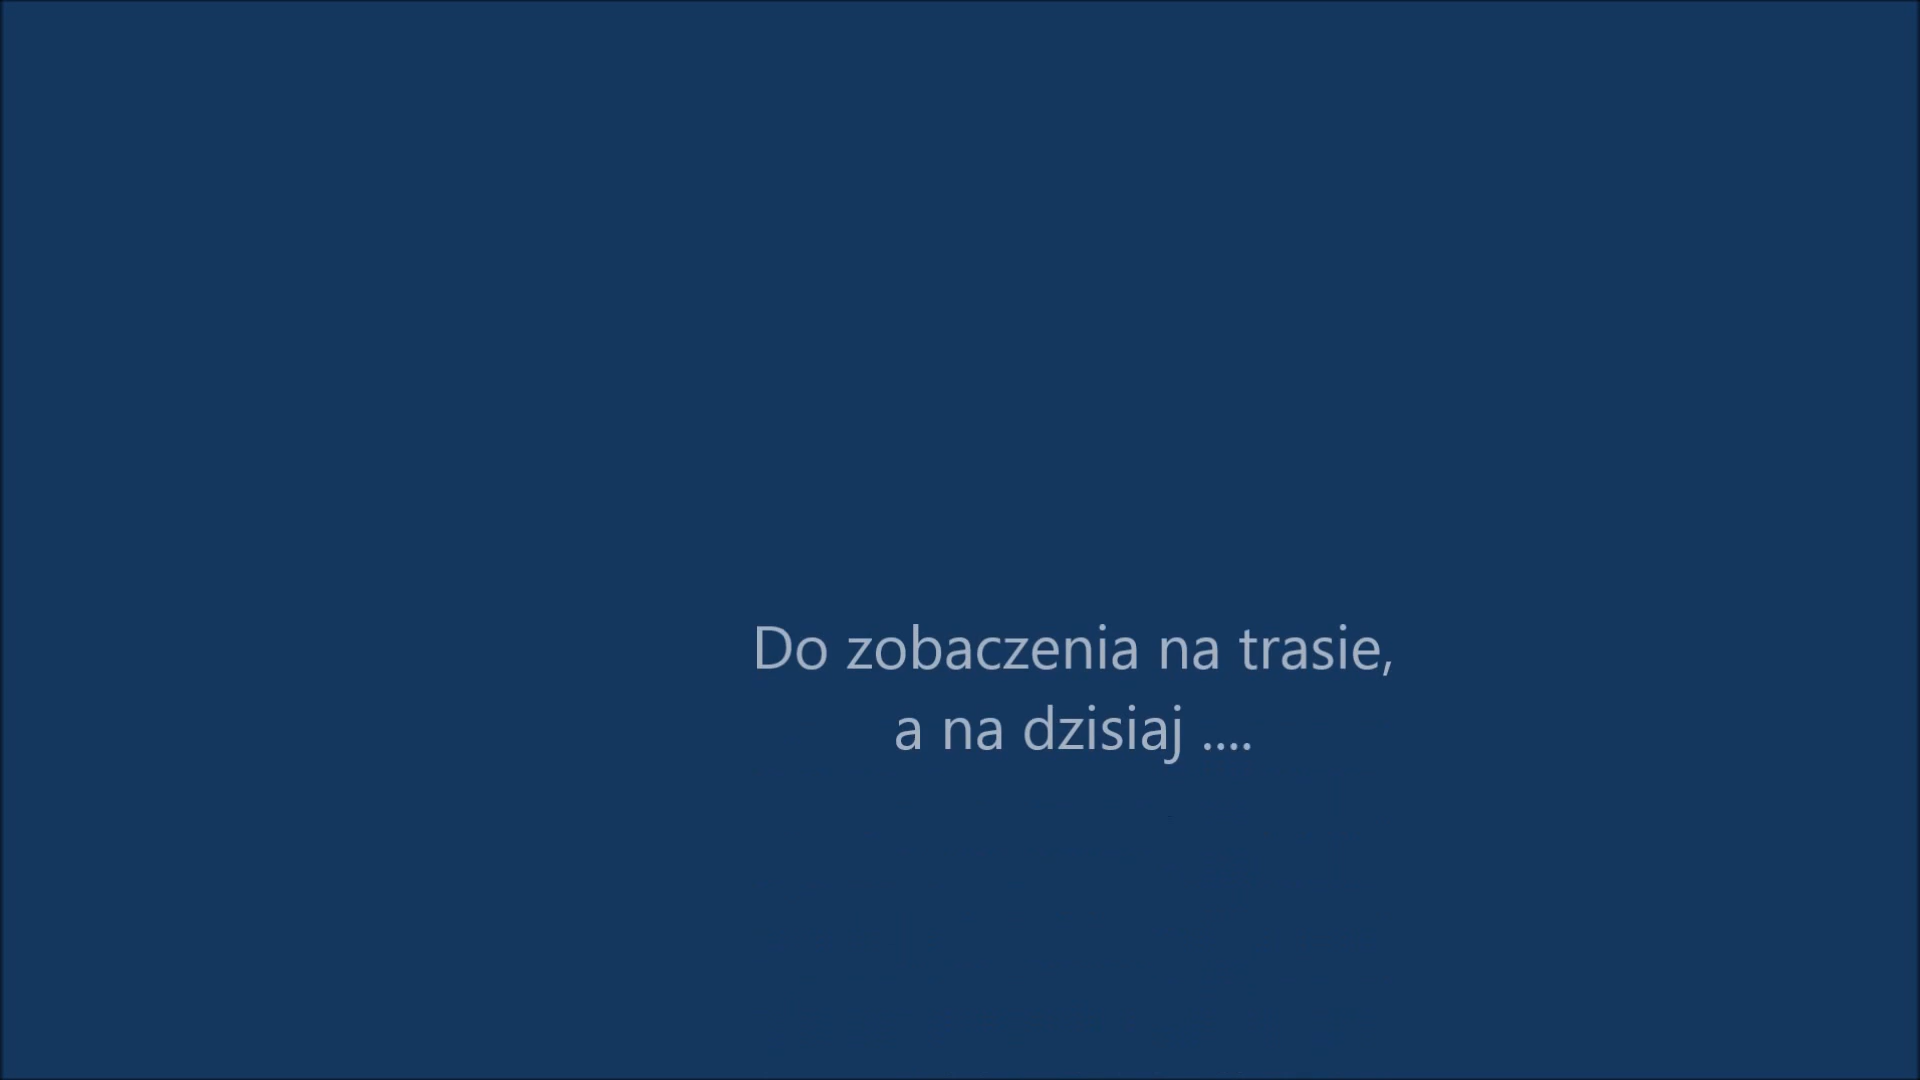 Do zobaczenia na trasie,
a na dzisiaj ....